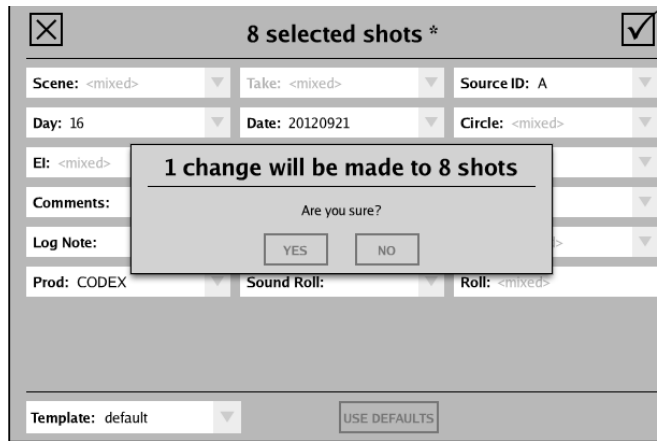 8 selected shots *
Scene: <mixed> Take: <mixed> Source ID: A
Day: 16 Date: 20120921 Circle: <mixed>
EI: <mixed>
1 change will be made to 8 shots
Comments:
Are you sure?
Log Note:
YES NO
Prod: CODEX Sound Roll: Roll: <mixed>
Template: default USE DEFAULTS